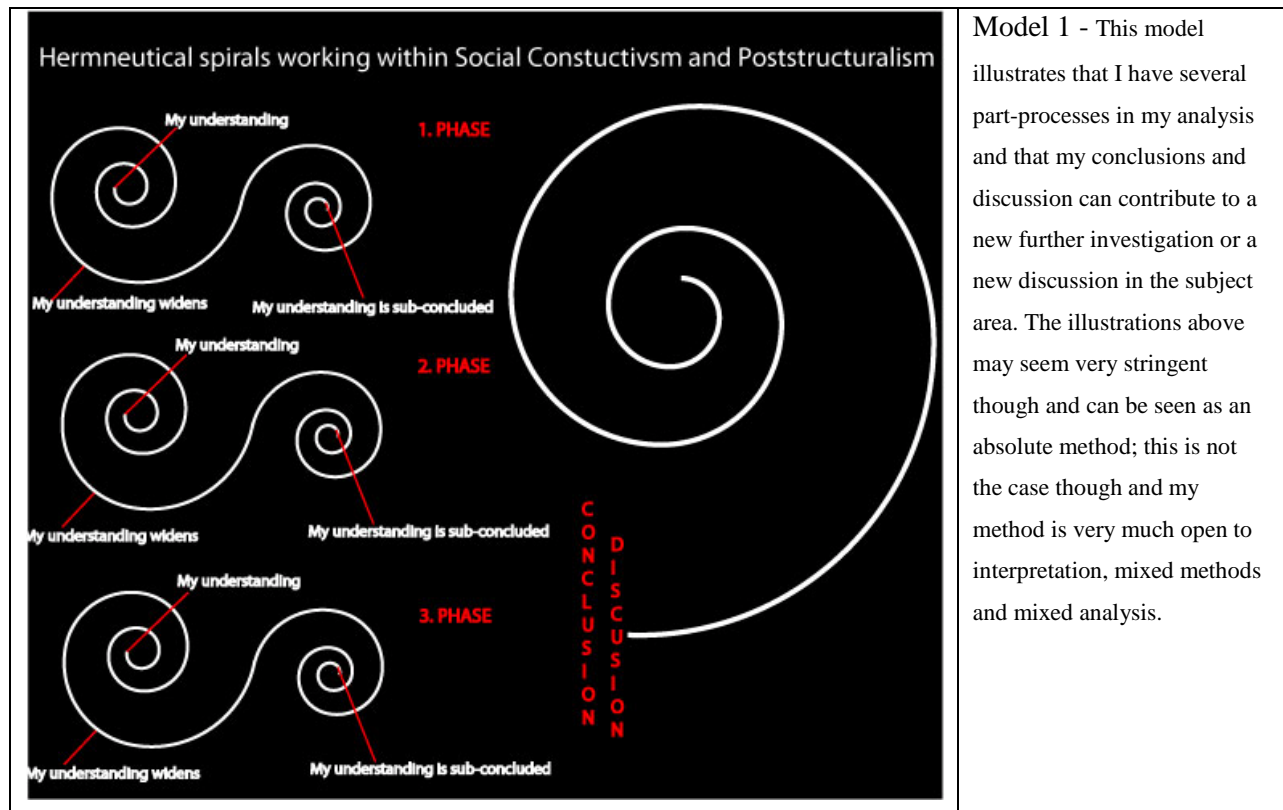 Hermneutical spirals working within Social Constuctivsm and Poststructuralism
My understanding
1. PHASE
My understanding widens
My understanding is sub-concluded
My understanding
2. PHASE
My understanding widens
My understanding is sub-concluded
My understanding
3. PHASE
My understanding widens
My understanding is sub-concluded
CONCLUSION
DISCUSION
Model 1 - This model
illustrates that I have several
part-processes in my analysis
and that my conclusions and
discussion can contribute to a
new further investigation or a
new discussion in the subject
area. The illustrations above
may seem very stringent
though and can be seen as an
absolute method; this is not
the case though and my
method is very much open to
interpretation, mixed methods
and mixed analysis.